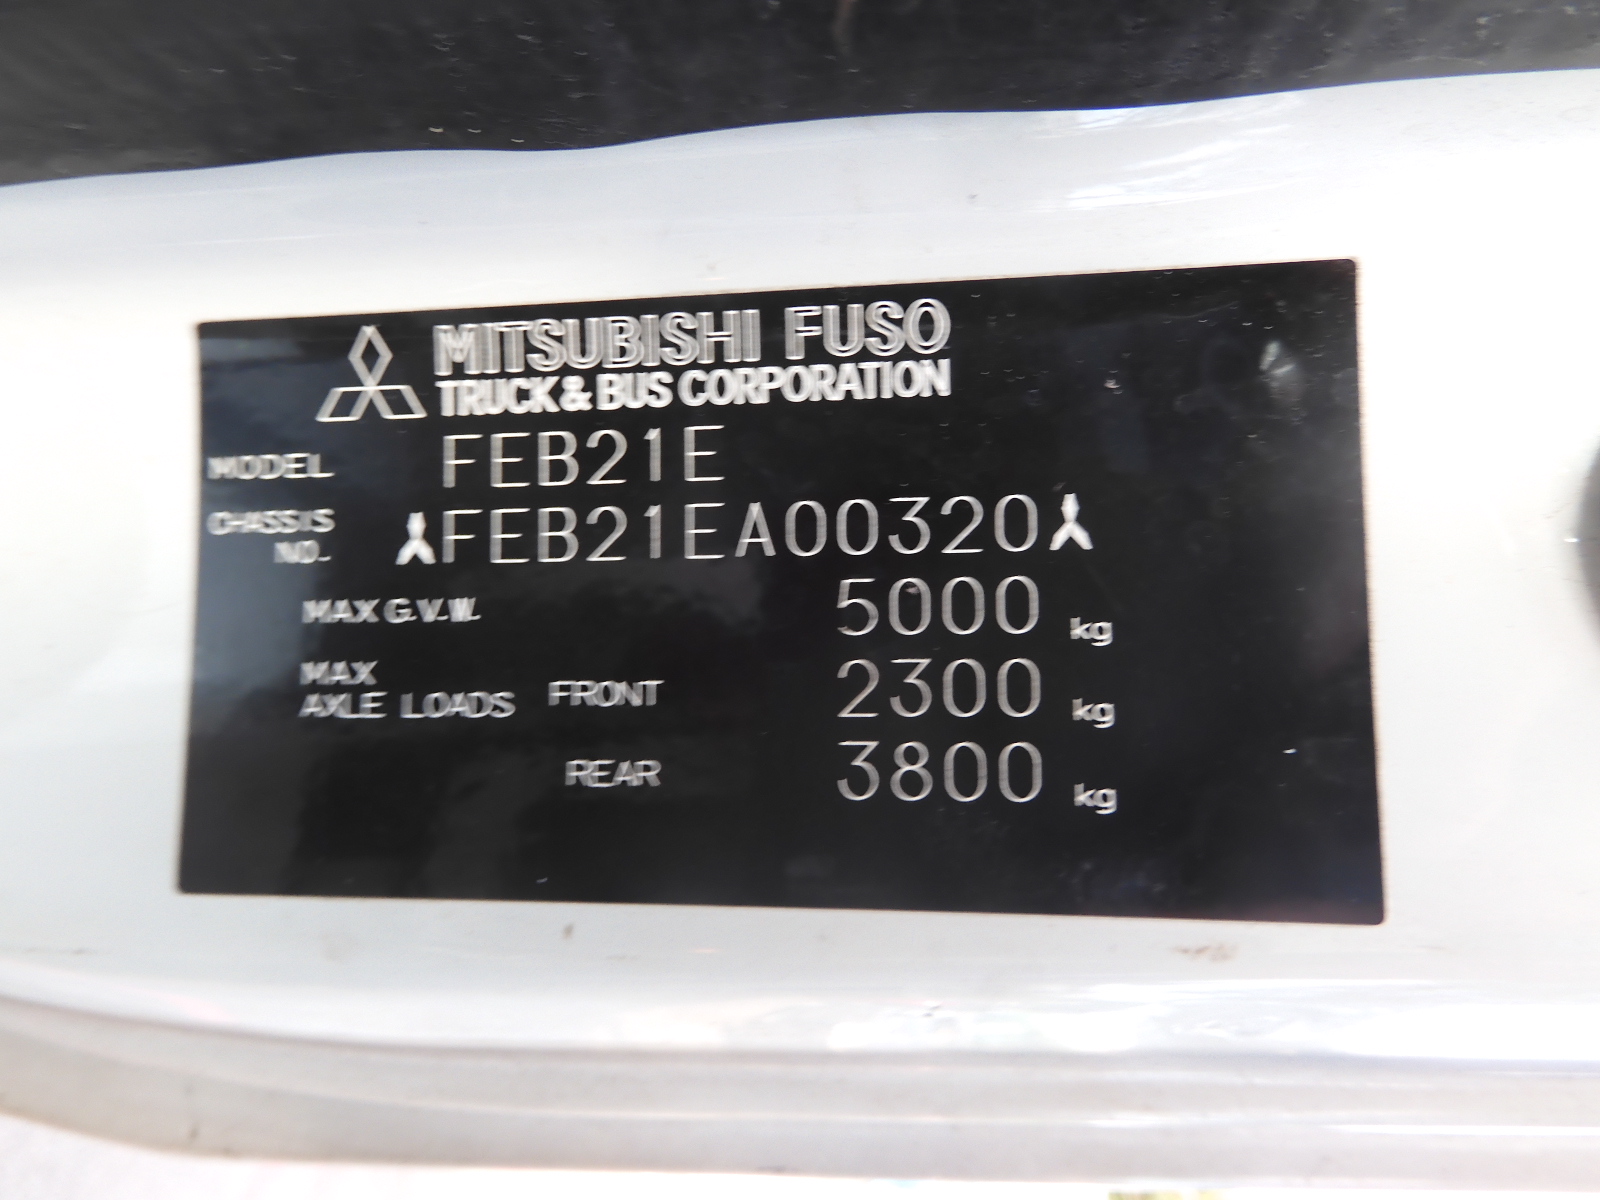 MITSUBISHI FUSO
TRUCK & BUS CORPORATION
MODEL FEB21E
CHASSIS NO. FEB21EA00320
MAX G.V.W. 5000 kg
MAX AXLE LOADS FRONT 2300 kg
REAR 3800 kg